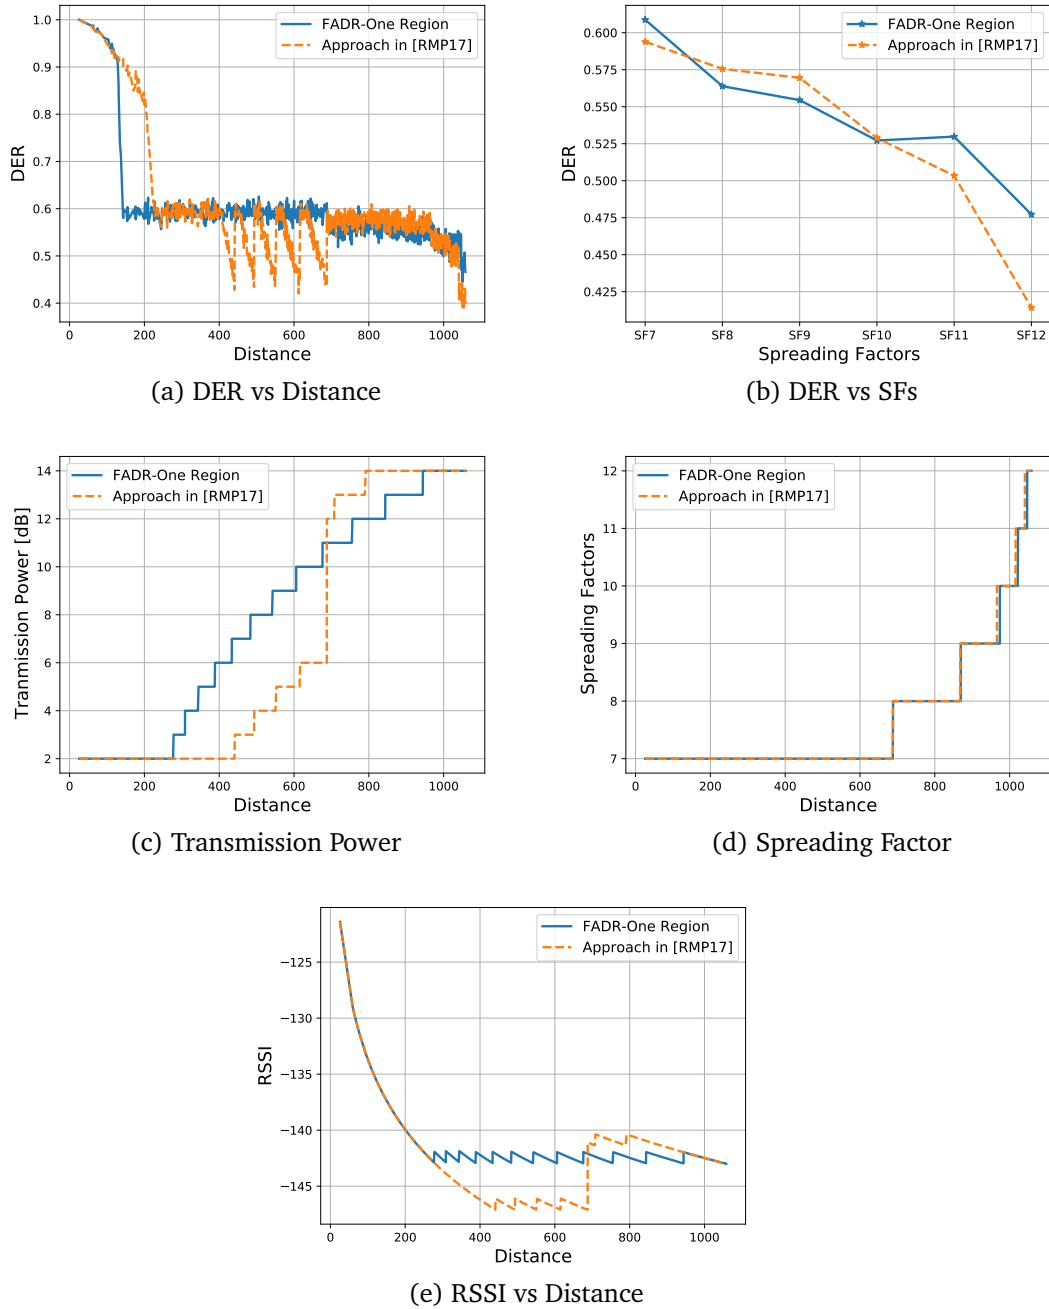 FADR-One Region
Approach in [RMP17]
1.0
0.9
0.8
0.7
0.6
0.5
0.4
DER
0 200 400 600 800 1000
Distance
(a) DER vs Distance
FADR-One Region
Approach in [RMP17]
0.600
0.575
0.550
0.525
0.500
0.475
0.450
0.425
DER
SF7 SF8 SF9 SF10 SF11 SF12
Spreading Factors
(b) DER vs SFs
FADR-One Region
Approach in [RMP17]
14
12
10
8
6
4
2
Tranmission Power [dB]
0 200 400 600 800 1000
Distance
(c) Transmission Power
FADR-One Region
Approach in [RMP17]
12
11
10
9
8
7
Spreading Factors
0 200 400 600 800 1000
Distance
(d) Spreading Factor
FADR-One Region
Approach in [RMP17]
−125
−130
−135
−140
−145
RSSI
0 200 400 600 800 1000
Distance
(e) RSSI vs Distance